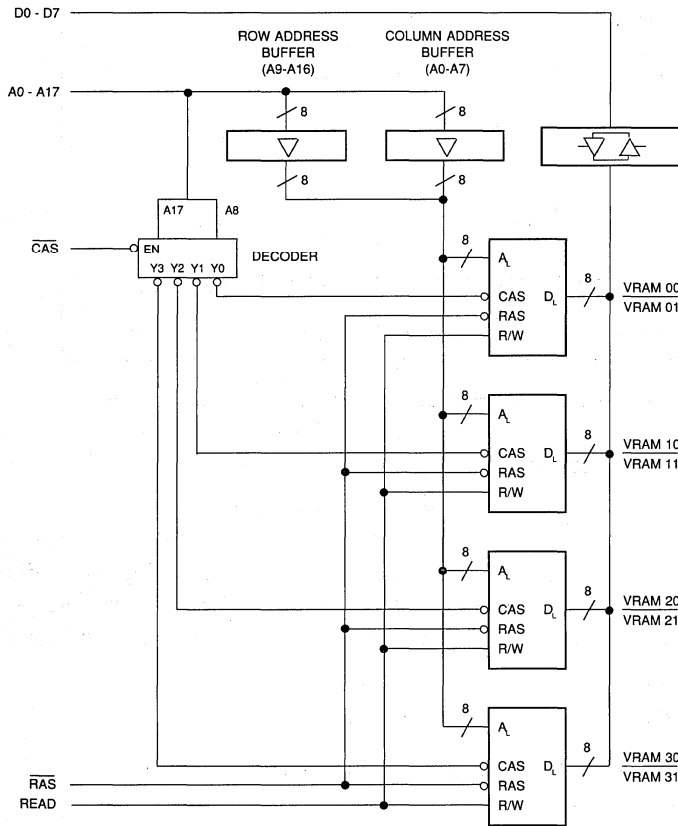 D0 - D7
ROW ADDRESS
BUFFER
(A9-A16)
COLUMN ADDRESS
BUFFER
(A0-A7)
A0 - A17
8
8
8
8
A17
A8
CAS
EN
Y3 Y2 Y1 Y0
DECODER
8
AL
CAS
DL
RAS
R/W
8
VRAM 00
VRAM 01
8
AL
CAS
DL
RAS
R/W
8
VRAM 10
VRAM 11
8
AL
CAS
DL
RAS
R/W
8
VRAM 20
VRAM 21
8
AL
CAS
DL
RAS
R/W
8
VRAM 30
VRAM 31
RAS
READ